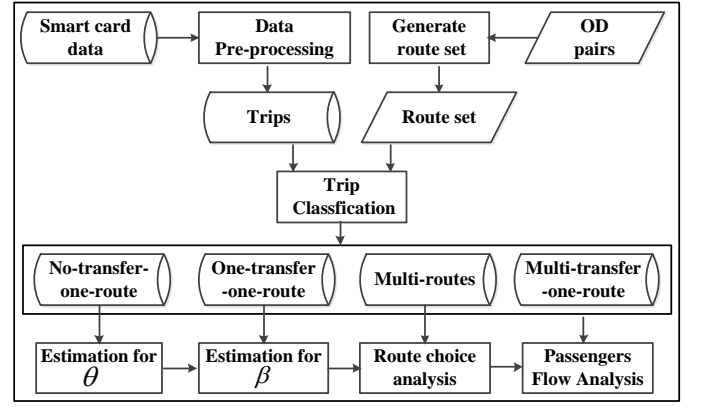 Smart card
data
Data
Pre-processing
Generate
route set
OD
pairs
Trips
Route set
Trip
Classfication
No-transfer-
one-route
One-transfer
-one-route
Multi-routes
Multi-transfer
-one-route
Estimation for
θ
Estimation for
β
Route choice
analysis
Passengers
Flow Analysis